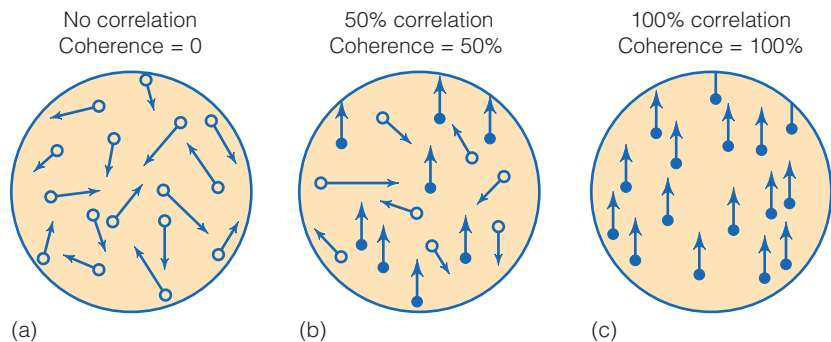 No correlation
Coherence = 0
50% correlation
Coherence = 50%
100% correlation
Coherence = 100%
(a)
(b)
(c)